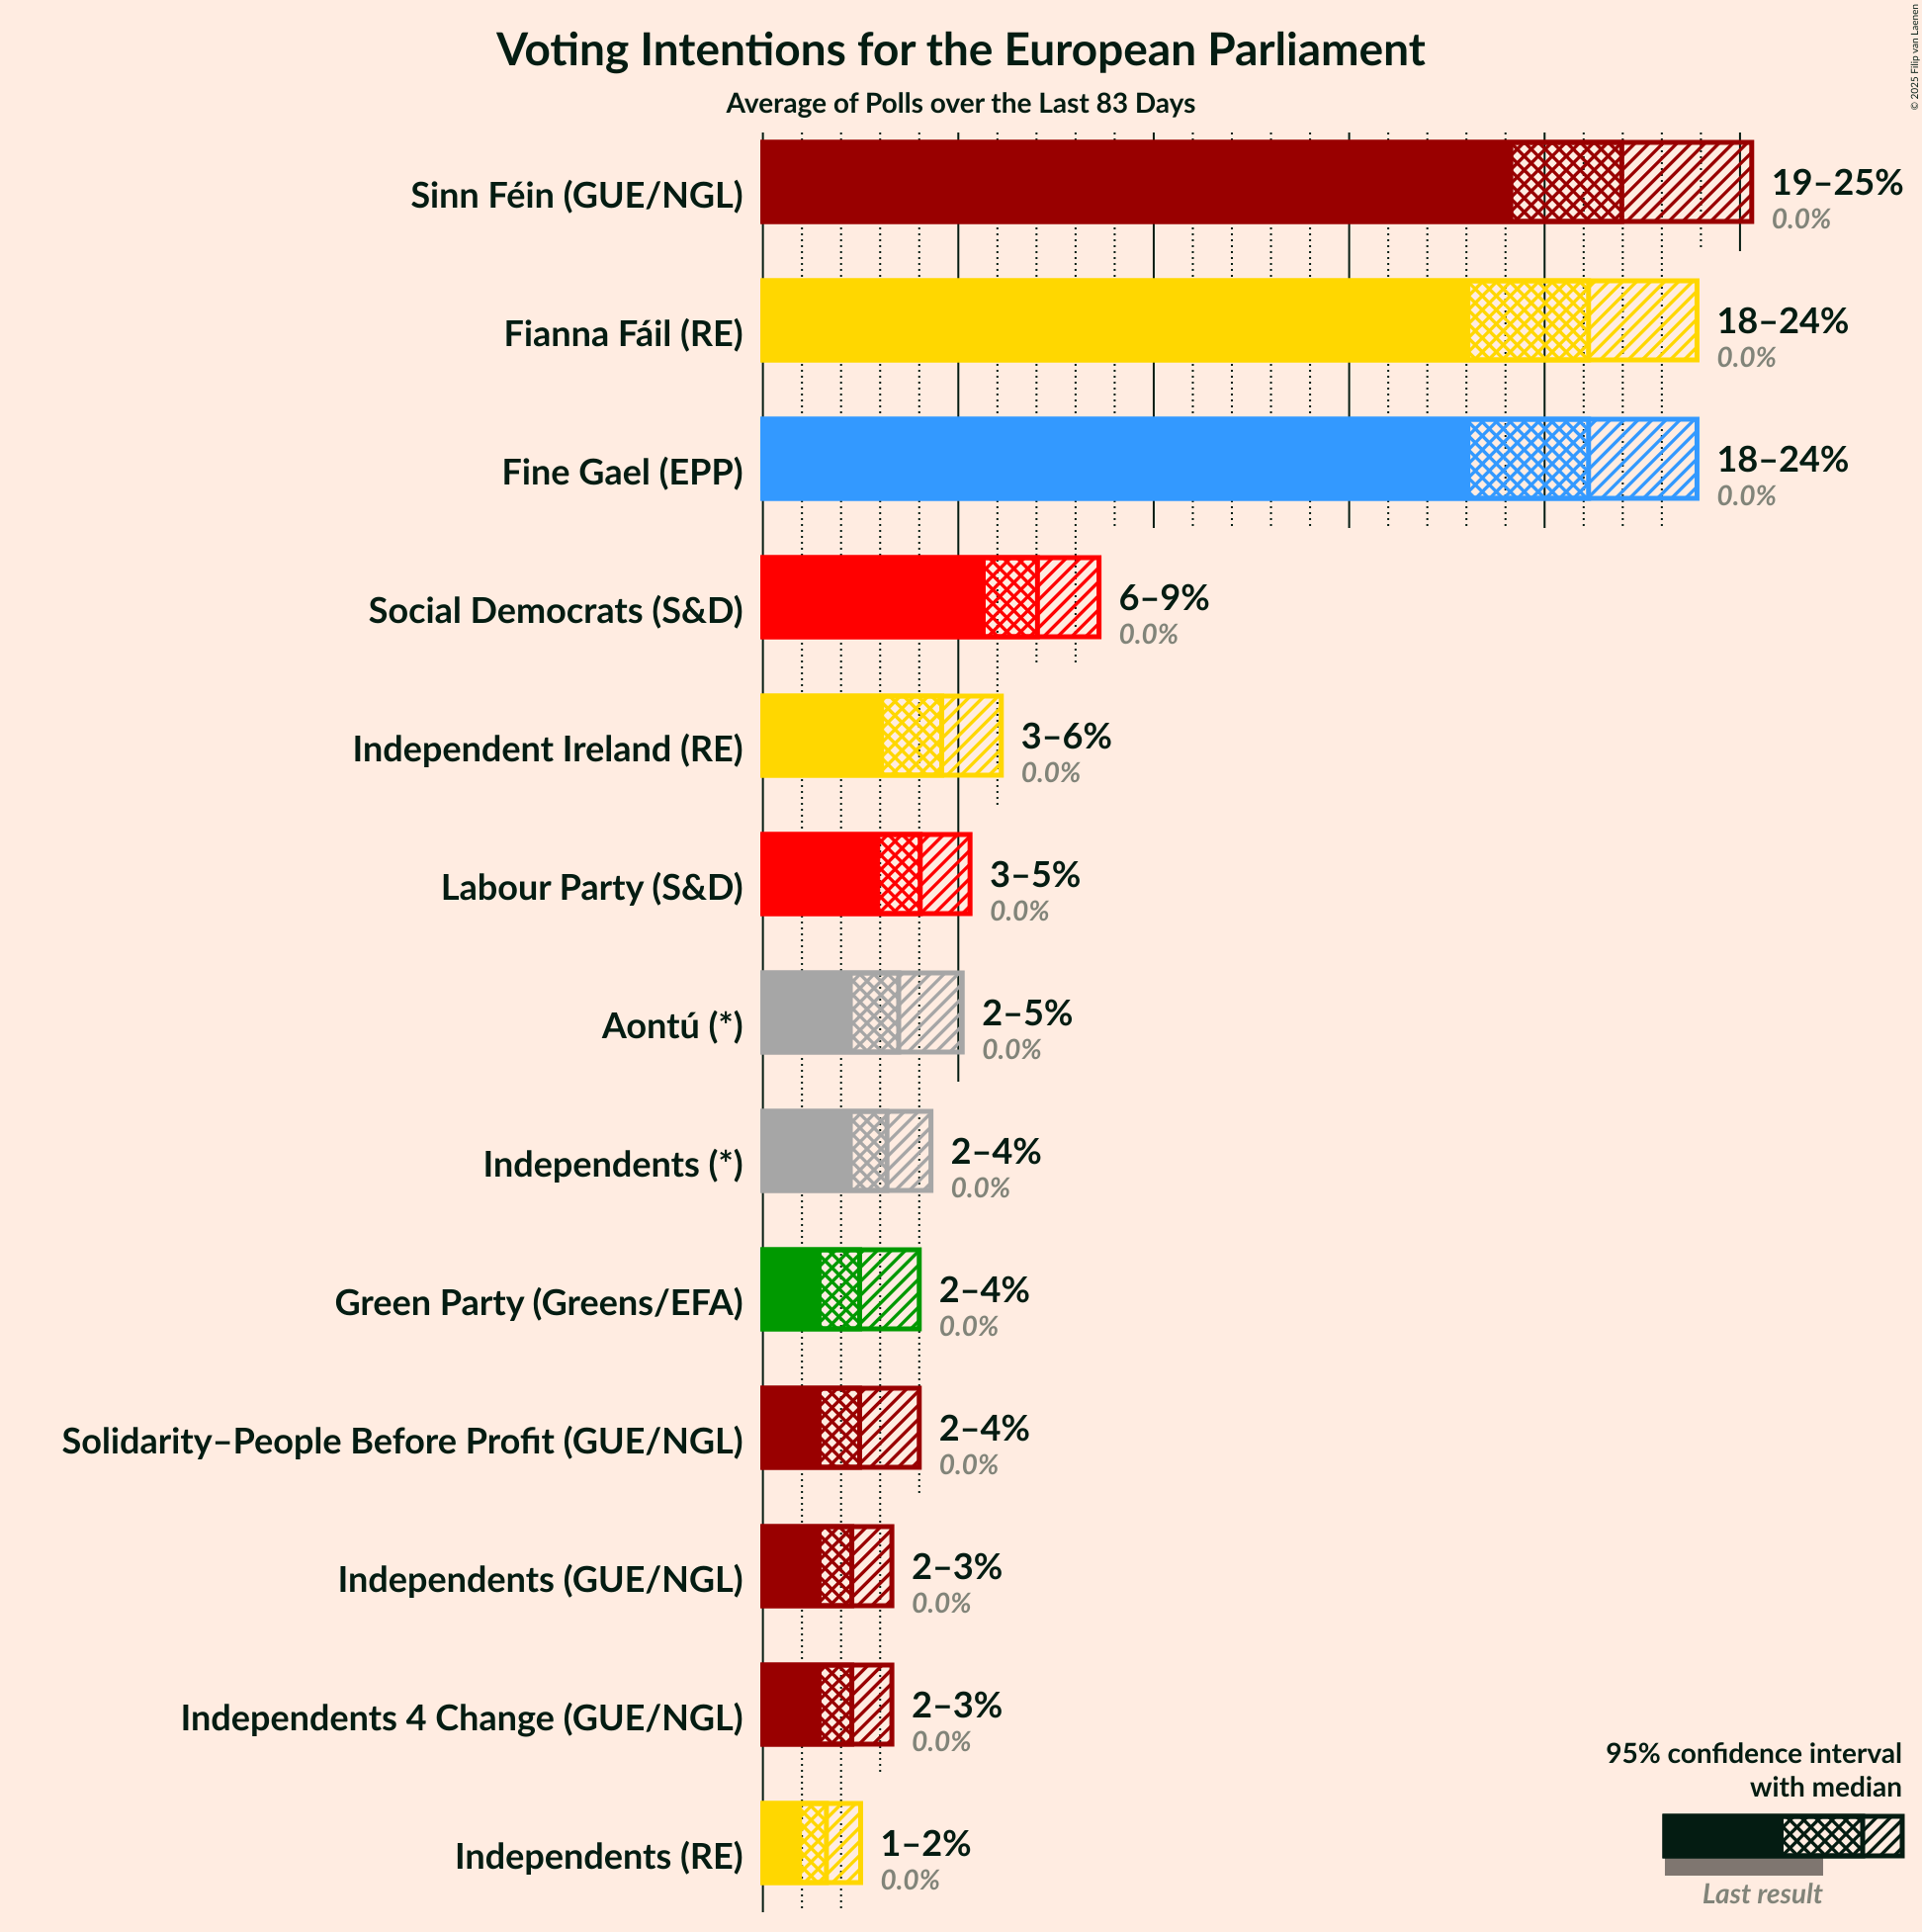 Voting Intentions for the European Parliament
Average of Polls over the Last 83 Days
© 2025 Filip van Laenen
Sinn Féin (GUE/NGL)
19–25%
0.0%
Fianna Fáil (RE)
18–24%
0.0%
Fine Gael (EPP)
18–24%
0.0%
Social Democrats (S&D)
6–9%
0.0%
Independent Ireland (RE)
3–6%
0.0%
Labour Party (S&D)
3–5%
0.0%
Aontú (*)
2–5%
0.0%
Independents (*)
2–4%
0.0%
Green Party (Greens/EFA)
2–4%
0.0%
Solidarity–People Before Profit (GUE/NGL)
2–4%
0.0%
Independents (GUE/NGL)
2–3%
0.0%
Independents 4 Change (GUE/NGL)
2–3%
0.0%
Independents (RE)
1–2%
0.0%
95% confidence interval
with median
Last result